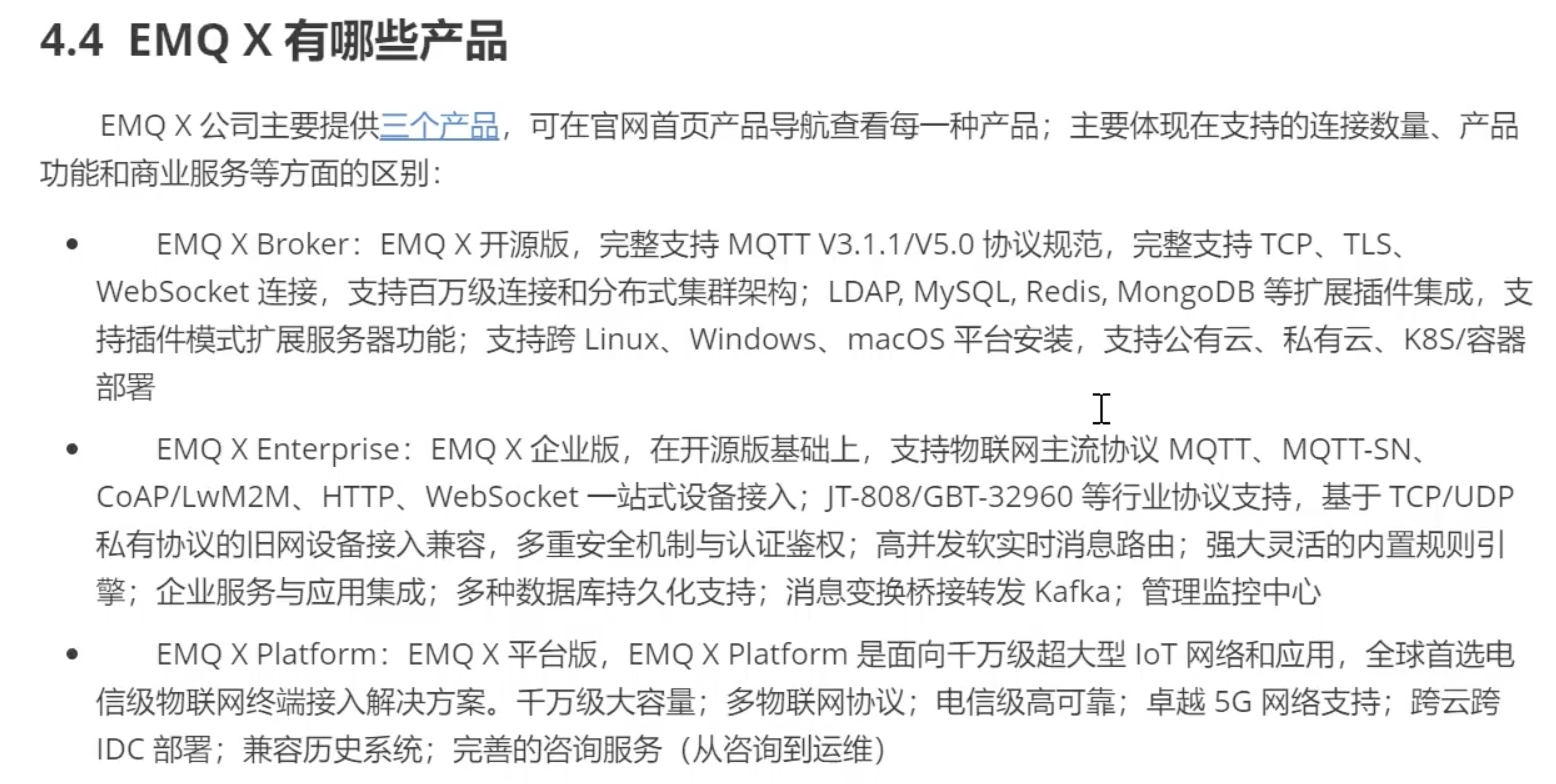 4.4 EMQ X 有哪些产品
EMQ X 公司主要提供三个产品，可在官网首页产品导航查看每一种产品；主要体现在支持的连接数量、产品
功能和商业服务等方面的区别：
• EMQ X Broker：EMQ X 开源版，完整支持 MQTT V3.1.1/V5.0 协议规范，完整支持 TCP、TLS、
WebSocket 连接，支持百万级连接和分布式集群架构；LDAP, MySQL, Redis, MongoDB 等扩展插件集成，支
持插件模式扩展服务器功能；支持跨 Linux、Windows、macOS 平台安装，支持公有云、私有云、K8S/容器
部署
• EMQ X Enterprise：EMQ X 企业版，在开源版基础上，支持物联网主流协议 MQTT、MQTT-SN、
CoAP/LwM2M、HTTP、WebSocket 一站式设备接入；JT-808/GBT-32960 等行业协议支持，基于 TCP/UDP
私有协议的旧网设备接入兼容，多重安全机制与认证鉴权；高并发软实时消息路由；强大灵活的内置规则引
擎；企业服务与应用集成；多种数据库持久化支持；消息变换桥接转发 Kafka；管理监控中心
• EMQ X Platform：EMQ X 平台版，EMQ X Platform 是面向千万级超大型 IoT 网络和应用，全球首选电
信级物联网终端接入解决方案。千万级大容量；多物联网协议；电信级高可靠；卓越 5G 网络支持；跨云跨
IDC 部署；兼容历史系统；完善的咨询服务（从咨询到运维）